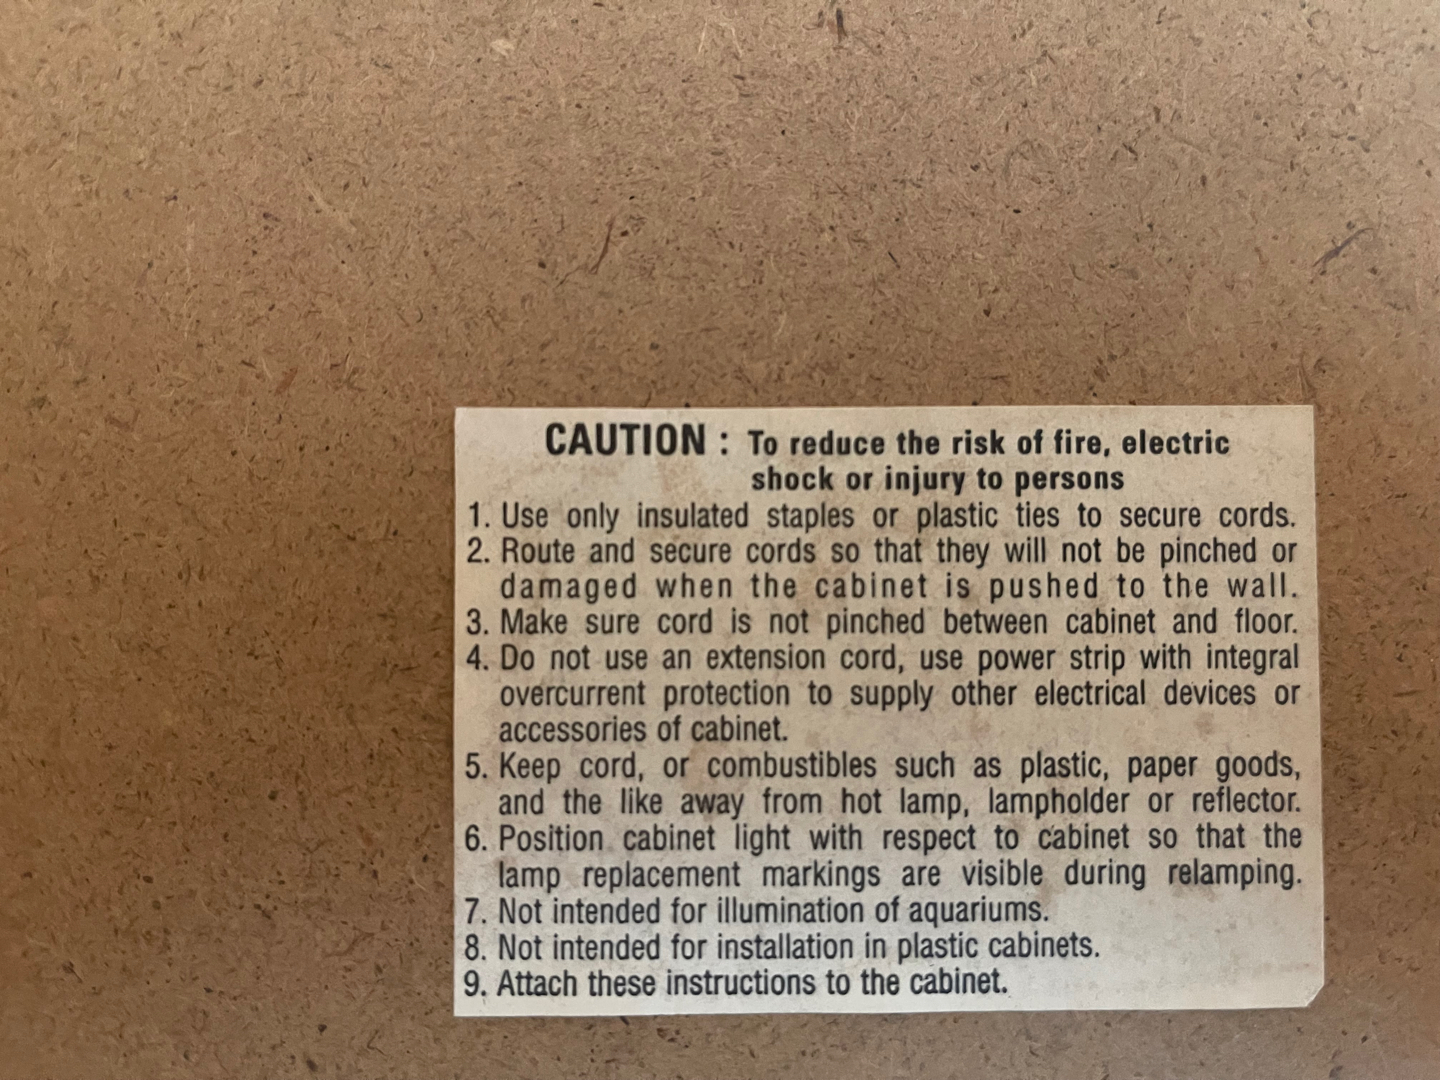 CAUTION : To reduce the risk of fire, electric
shock or injury to persons
1. Use only insulated staples or plastic ties to secure cords.
2. Route and secure cords so that they will not be pinched or
damaged when the cabinet is pushed to the wall.
3. Make sure cord is not pinched between cabinet and floor.
4. Do not use an extension cord, use power strip with integral
overcurrent protection to supply other electrical devices or
accessories of cabinet.
5. Keep cord, or combustibles such as plastic, paper goods,
and the like away from hot lamp, lampholder or reflector.
6. Position cabinet light with respect to cabinet so that the
lamp replacement markings are visible during relamping.
7. Not intended for illumination of aquariums.
8. Not intended for installation in plastic cabinets.
9. Attach these instructions to the cabinet.